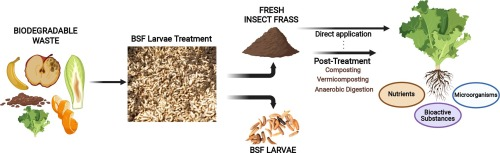 BIODEGRADABLE
WASTE
BSF Larvae Treatment
FRESH
INSECT FRASS
BSF LARVAE
Direct application
Post-Treatment
Composting
Vermicomposting
Anaerobic Digestion
Nutrients
Microorganisms
Bioactive
Substances